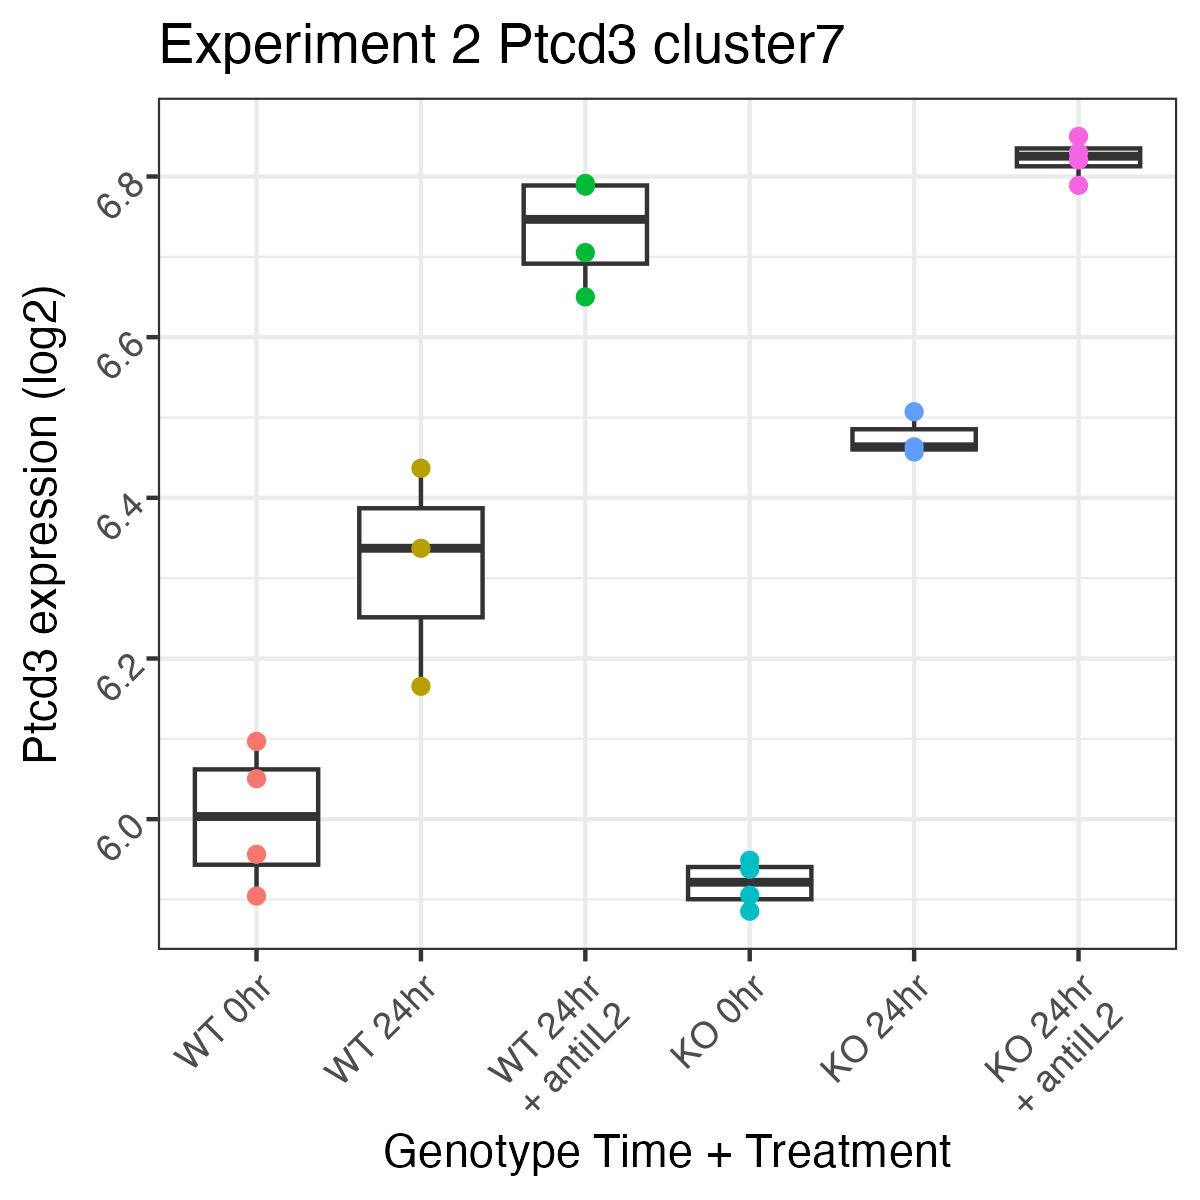 Experiment 2 Ptcd3 cluster7
Ptcd3 expression (log2)
6.8
6.6
6.4
6.2
6.0
WT 0hr
WT 24hr
WT 24hr
+ antiIL2
KO 0hr
KO 24hr
KO 24hr
+ antiIL2
Genotype Time + Treatment